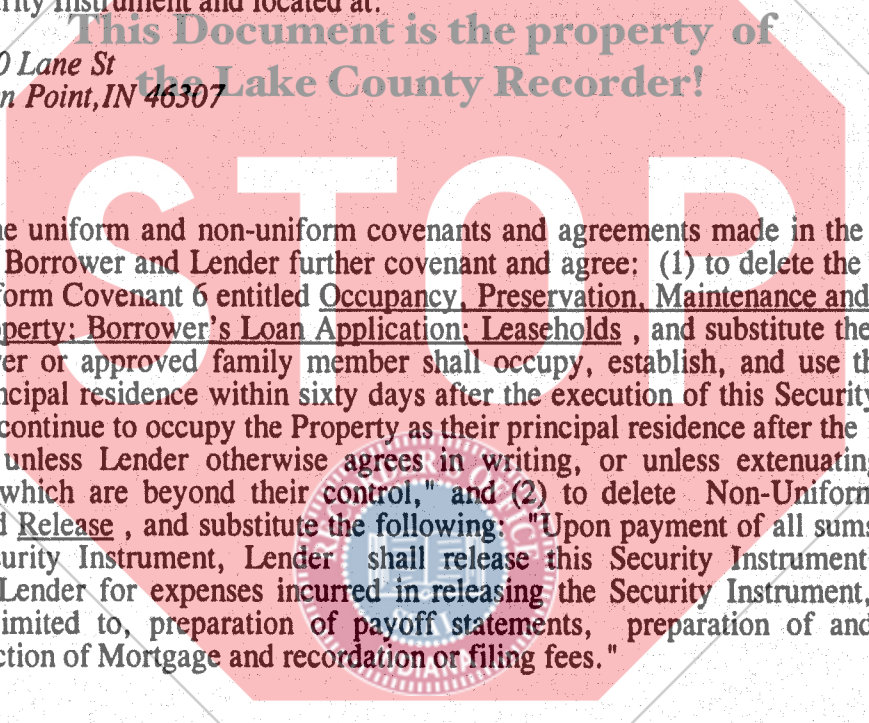 rity Instrument and located at:
This Document is the property of
0 Lane St
the Lake County Recorder!
n Point, IN 46307
STOP
e uniform and non-uniform covenants and agreements made in the
Borrower and Lender further covenant and agree: (1) to delete the
form Covenant 6 entitled Occupancy, Preservation, Maintenance and
perty; Borrower's Loan Application; Leaseholds , and substitute the
er or approved family member shall occupy, establish, and use th
ncipal residence within sixty days after the execution of this Security
continue to occupy the Property as their principal residence after the
unless Lender otherwise agrees in writing, or unless extenuating
which are beyond their control," and (2) to delete Non-Uniform
d Release , and substitute the following: "Upon payment of all sums
urity Instrument, Lender shall release this Security Instrument
Lender for expenses incurred in releasing the Security Instrument,
imited to, preparation of payoff statements, preparation of and
ction of Mortgage and recordation or filing fees."
RECORDER'S OFFICE
SEAL
INDIANA